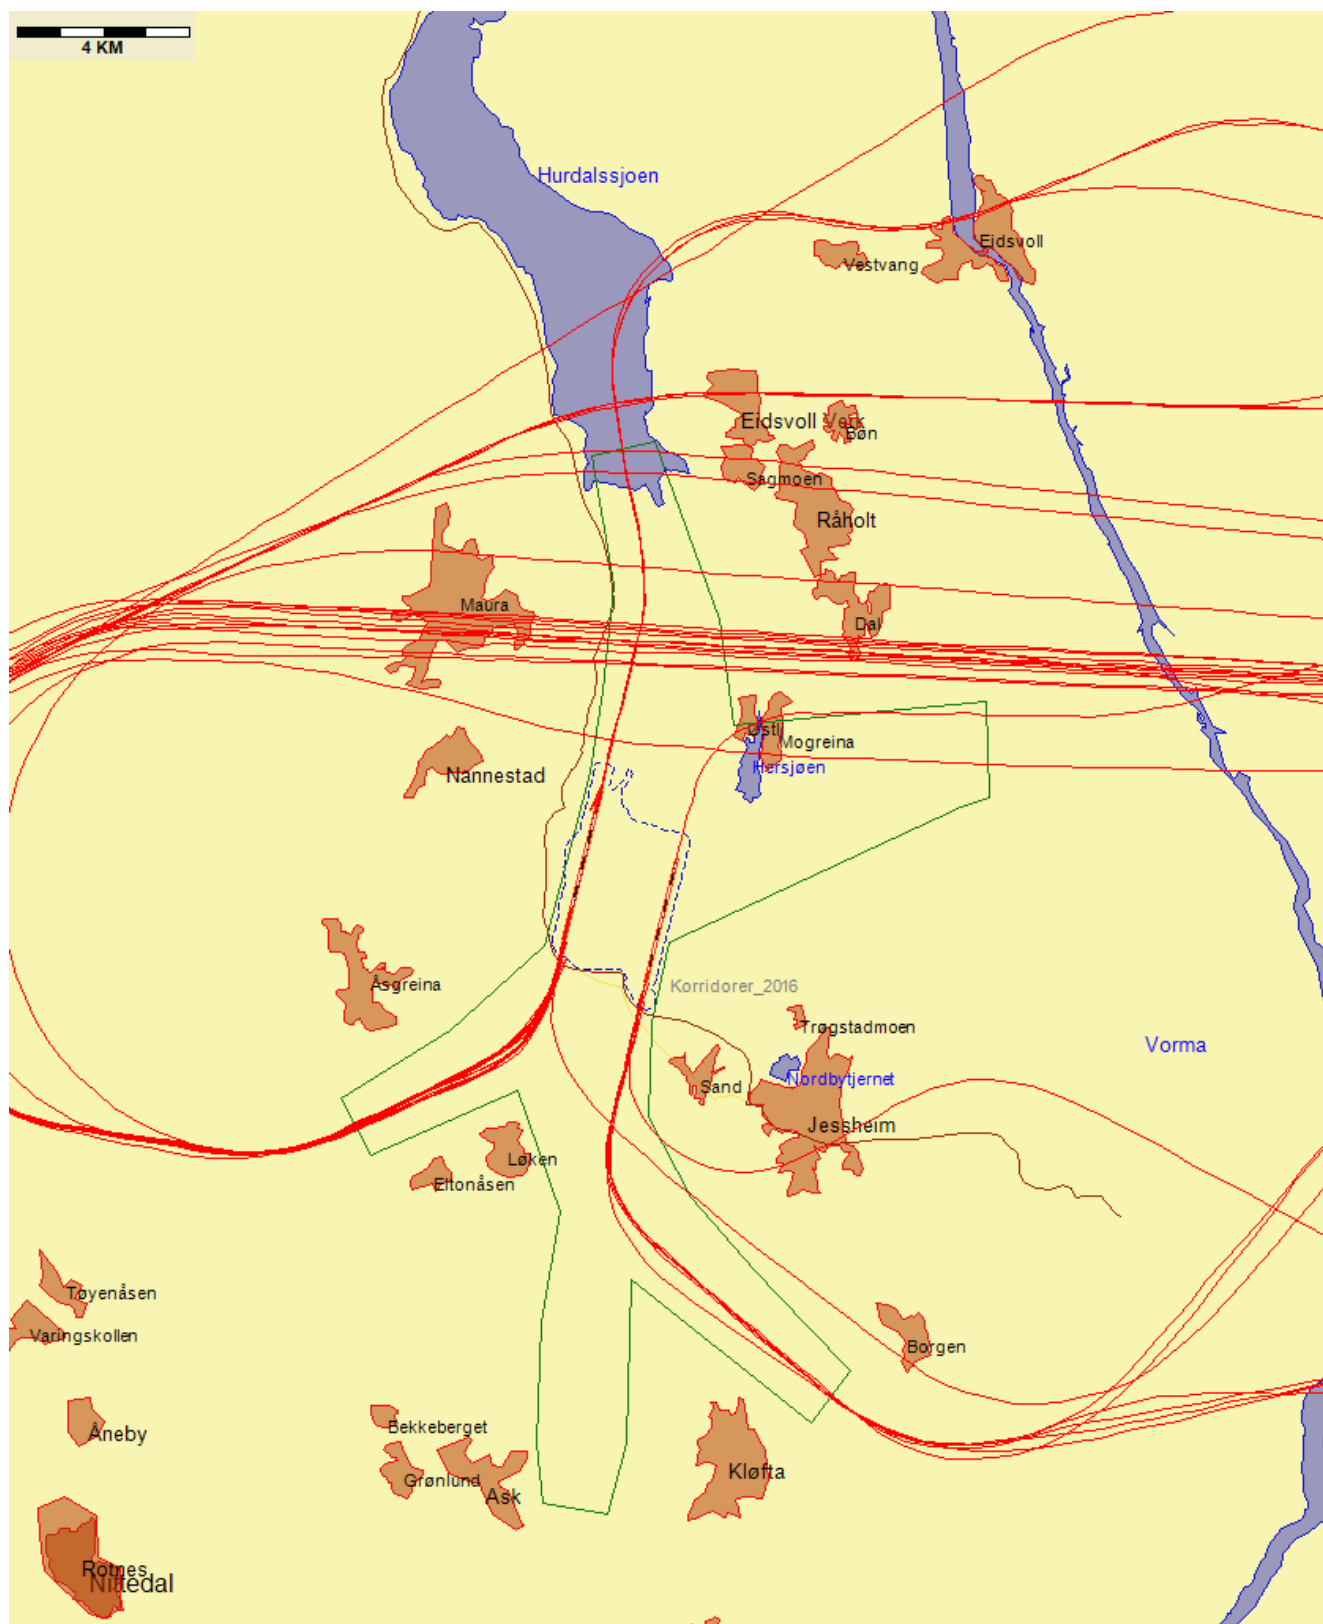 4 KM
Hurdalssjoen
Eidsvoll
Vestvang
Eidsvoll Verk
Bøn
Sagmoen
Råholt
Maura
Dal
Østli
Mogreina
Hersjøen
Nannestad
Åsgreina
Korridorer_2016
Trøgstadmoen
Vorma
Nordbytjernet
Sand
Jessheim
Løken
Eltonåsen
Tøyenåsen
Varingskollen
Borgen
Bekkeberget
Åneby
Kløfta
Grønlund
Ask
Rotnes
Nittedal